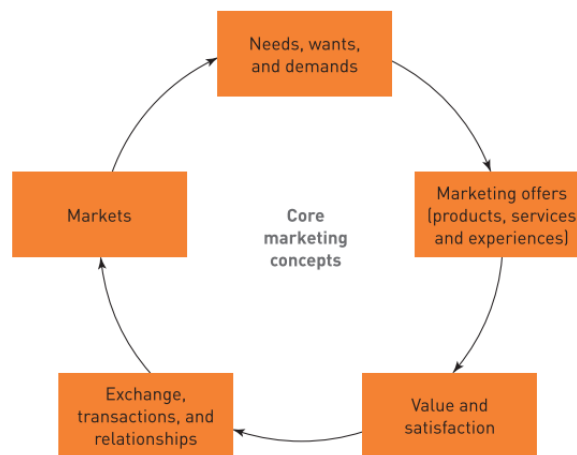 Needs, wants,
and demands
Marketing offers
(products, services
and experiences)
Value and
satisfaction
Exchange,
transactions, and
relationships
Markets
Core
marketing
concepts